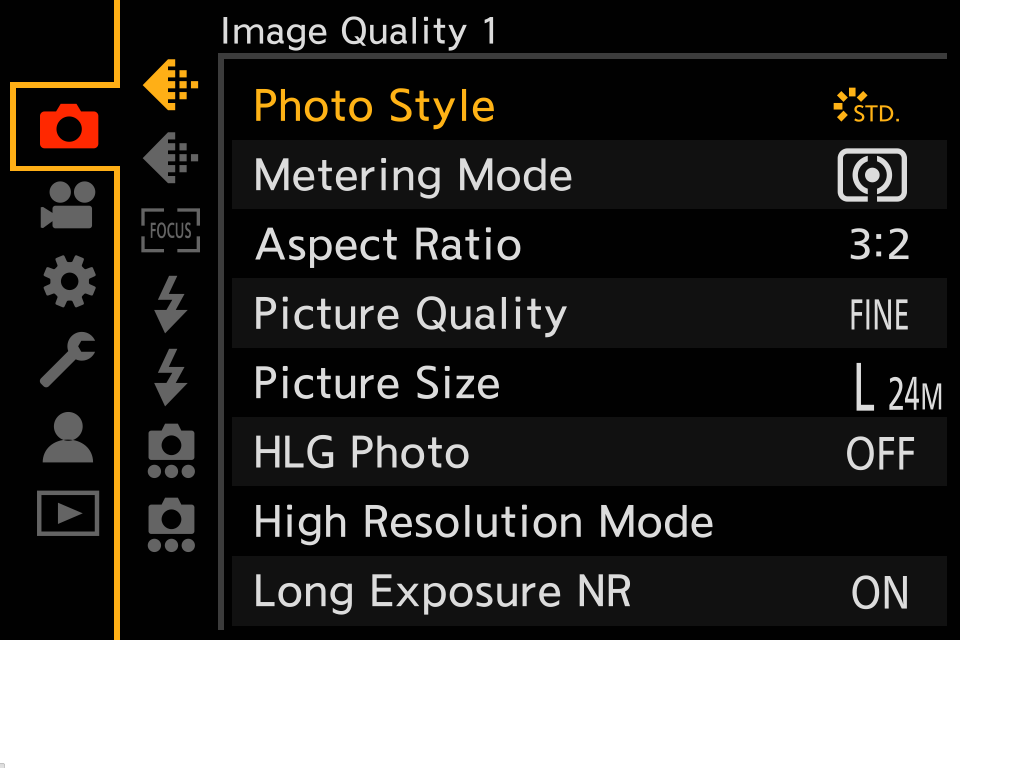 Image Quality 1
Photo Style STD.
Metering Mode
Aspect Ratio 3:2
FOCUS
Picture Quality FINE
Picture Size L 24M
HLG Photo OFF
High Resolution Mode
Long Exposure NR ON